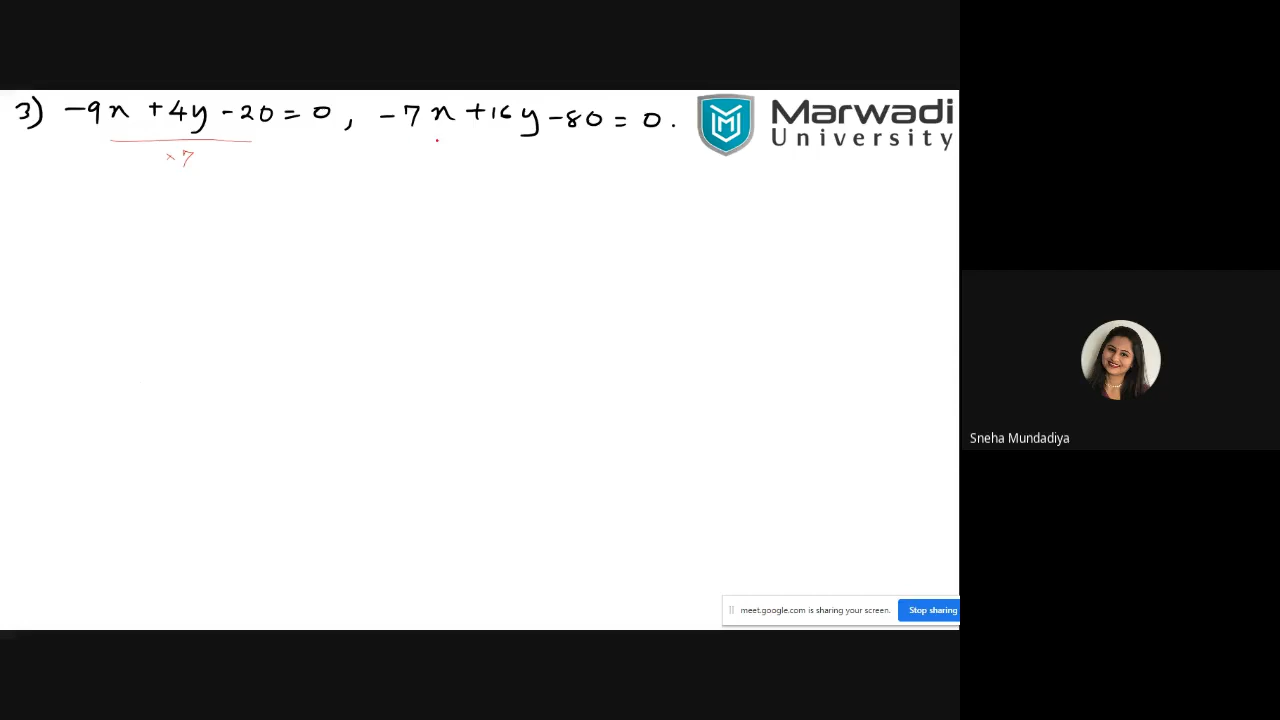 3) -9x + 4y - 20 = 0 , -7x + 16y - 80 = 0 .
×7
Marwadi
University
Sneha Mundadiya
meet.google.com is sharing your screen.
Stop sharing